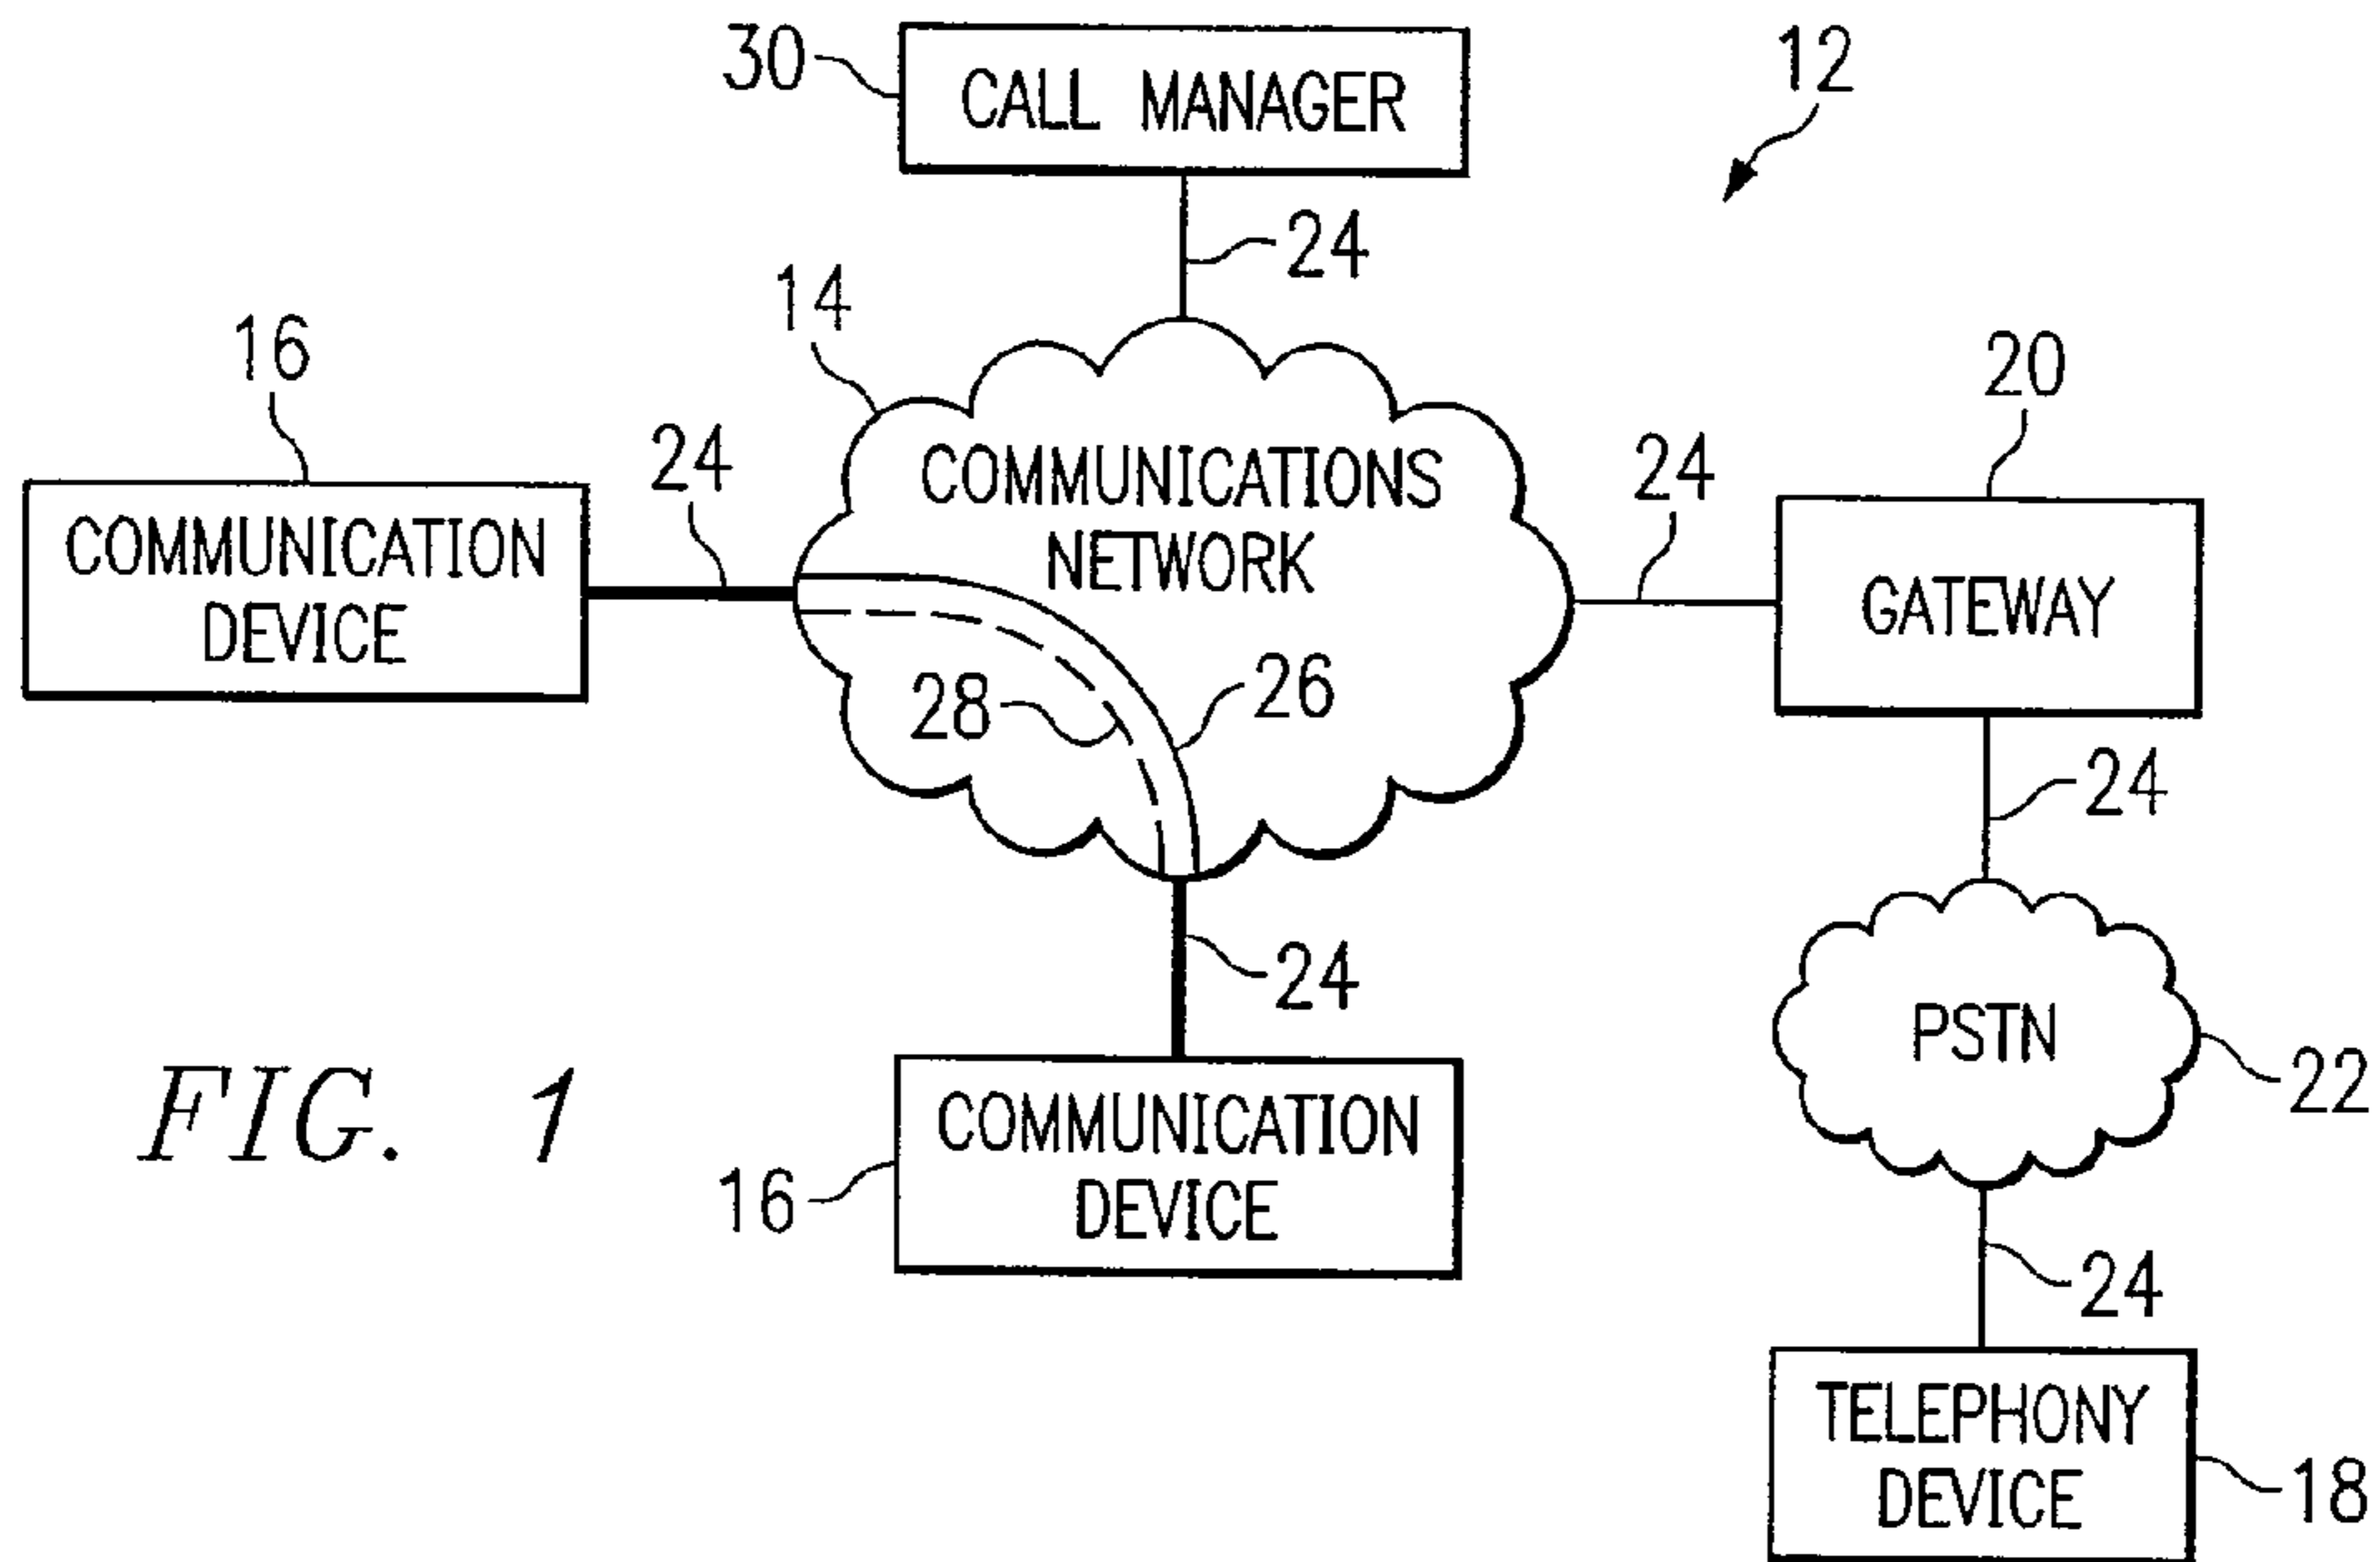 30
CALL MANAGER
12
24
14
16
20
24
COMMUNICATIONS
NETWORK
24
COMMUNICATION
DEVICE
GATEWAY
28
26
24
24
PSTN
22
FIG. 1
COMMUNICATION
DEVICE
16
24
TELEPHONY
DEVICE
18